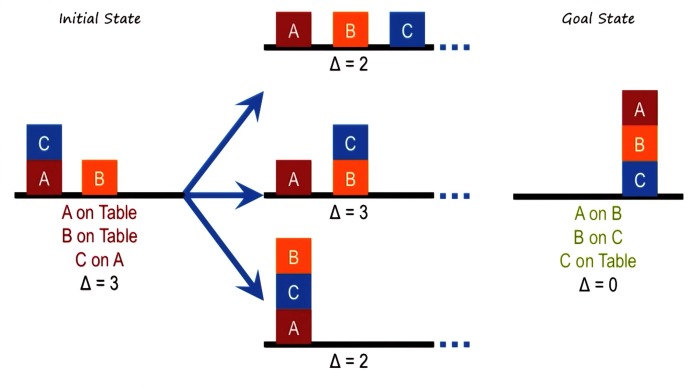 Initial State
A B C
Δ = 2
Goal State
C
A B
A on Table
B on Table
C on A
Δ = 3
C
A B
Δ = 3
B
C
A
Δ = 2
A
B
C
A on B
B on C
C on Table
Δ = 0